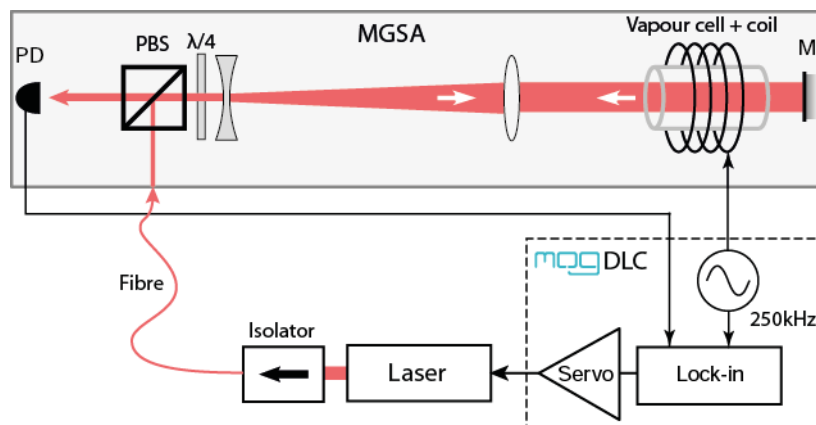 MGSA
Vapour cell + coil
PD
PBS
λ/4
M
mog DLC
Fibre
250kHz
Isolator
Laser
Servo
Lock-in